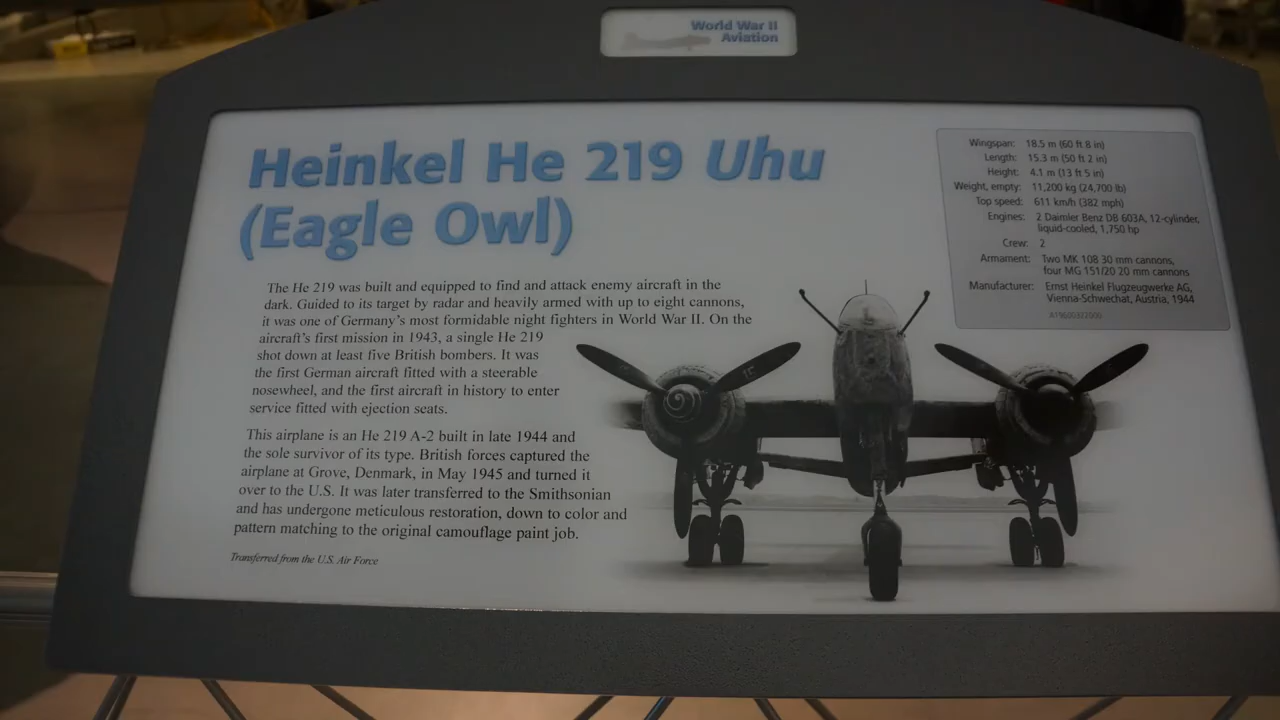 World War II
Aviation
Heinkel He 219 Uhu
(Eagle Owl)
The He 219 was built and equipped to find and attack enemy aircraft in the
dark. Guided to its target by radar and heavily armed with up to eight cannons,
it was one of Germany's most formidable night fighters in World War II. On the
aircraft's first mission in 1943, a single He 219
shot down at least five British bombers. It was
the first German aircraft fitted with a steerable
nosewheel, and the first aircraft in history to enter
service fitted with ejection seats.
This airplane is an He 219 A-2 built in late 1944 and
the sole survivor of its type. British forces captured the
airplane at Grove, Denmark, in May 1945 and turned it
over to the U.S. It was later transferred to the Smithsonian
and has undergone meticulous restoration, down to color and
pattern matching to the original camouflage paint job.
Transferred from the U.S. Air Force
Wingspan: 18.5 m (60 ft 8 in)
Length: 15.3 m (50 ft 2 in)
Height: 4.1 m (13 ft 5 in)
Weight, empty: 11,200 kg (24,700 lb)
Top speed: 611 km/h (382 mph)
Engines: 2 Daimler Benz DB 603A, 12-cylinder,
liquid-cooled, 1,750 hp
Crew: 2
Armament: Two MK 108 30 mm cannons,
four MG 151/20 20 mm cannons
Manufacturer: Ernst Heinkel Flugzeugwerke AG,
Vienna-Schwechat, Austria, 1944
A19600322000